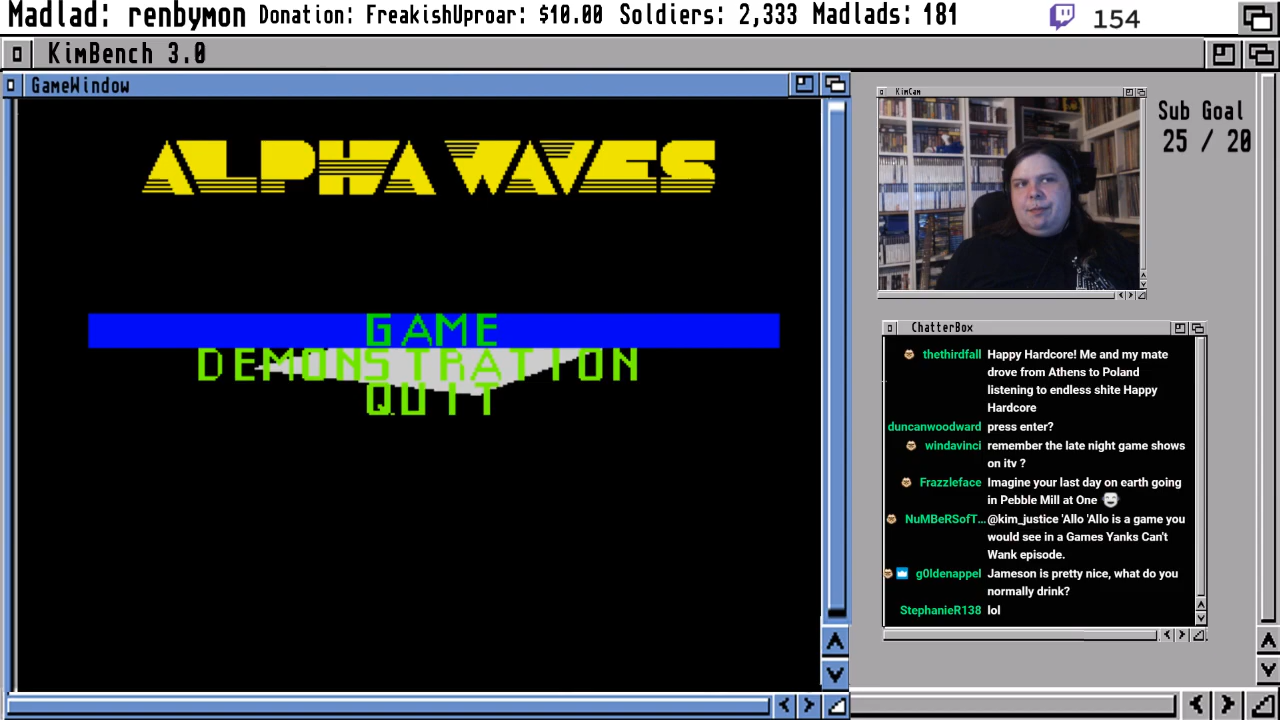 Madlad: renbymon Donation: FreakishUproar: $10.00 Soldiers: 2,333 Madlads: 181 154
KimBench 3.0
GameWindow
ALPHA WAVES
GAME
DEMONSTRATION
QUIT
KimCam
Sub Goal
25 / 20
ChatterBox
thethirdfall Happy Hardcore! Me and my mate
drove from Athens to Poland
listening to endless shite Happy
Hardcore
duncanwoodward press enter?
windavinci remember the late night game shows
on itv ?
Frazzleface Imagine your last day on earth going
in Pebble Mill at One
NuMBeRSofT... @kim_justice 'Allo 'Allo is a game you
would see in a Games Yanks Can't
Wank episode.
g0ldenappel Jameson is pretty nice, what do you
normally drink?
StephanieR138 lol